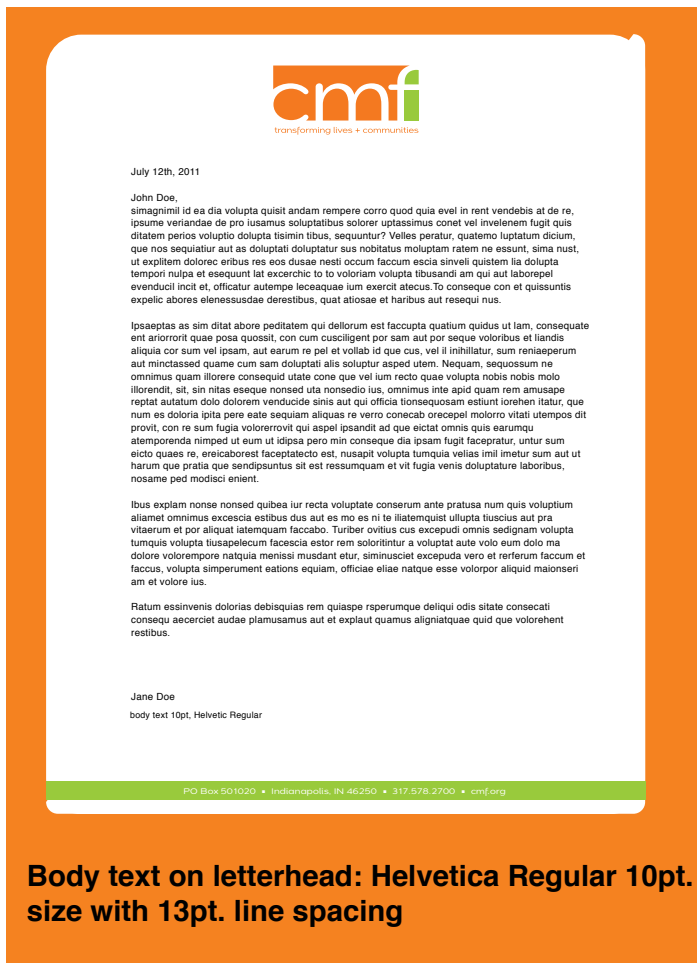 cmf
transforming lives + communities
July 12th, 2011
John Doe,
simagnimil id ea dia volupta quisit andam rempere corro quod quia evel in rent vendebis at de re,
ipsume veriandae de pro iusamus soluptatibus solorer uptassimus conet vel invelenem fugit quis
ditatem perios voluptio dolupta tisimin tibus, sequuntur? Velles peratur, quatemo luptatum dicium,
que nos sequiatiur aut as doluptati doluptatur sus nobitatus moluptam ratem ne essunt, sima nust,
ut explitem dolorec eribus res eos dusae nesti occum faccum escia sinveli quistem lia dolupta
tempori nulpa et esequnt lat excerchic to to voloriam volupta tibusandi am qui aut laborepel
evenducil incit et, officatur autempe leceaquae ium exercit atecus.To conseque con et quissuntis
expelic abores elenessusdae derestibus, quat atiosae et haribus aut resequi nus.
Ipsaeptas as sim ditat abore peditatem qui dellorum est faccupta quatium quidus ut lam, consequate
ent ariorrorit quae posa quossit, con cum cusciligent por sam aut por seque voloribus et liandis
aliquia cor sum vel ipsam, aut earum re pel et vollab id que cus, vel il inihillatur, sum reniaeperum
aut minctassed quame cum sam doluptati alis soluptur asped utem. Nequam, sequossum ne
omnimus quam illorere consequid utate cone que vel ium recto quae volupta nobis nobis molo
illorendit, sit, sin nitas eseque nonsed uta nonsedio ius, omnimus inte apid quam rem amusape
reptat autatum dolo dolorem venducide sinis aut qui officia tionsequosam estiunt iorehen itatur, que
num es doloria ipita pere eate sequiam aliquas re verro conecab orecepel molorro vitati utempos dit
provit, con re sum fugia volorerrovit qui aspel ipsandit ad que eictat omnis quis earumqu
atemporenda nimped ut eum ut idipsa pero min conseque dia ipsam fugit facepratur, untur sum
eicto quaes re, ereicaborest faceptatecto est, nusapit volupta tumquia velias imil imetur sum aut ut
harum que pratia que sendipsuntus sit est ressumquam et vit fugia venis doluptature laboribus,
nosame ped modisci enient.
Ibus explam nonse nonsed quibea iur recta voluptate conserum ante pratusa num quis voluptium
aliamet omnimus excescia estibus dus aut es mo es ni te iliatemquist ullupta tiuscius aut pra
vitaerum et por aliquat iatemquam faccabo. Turiber ovitius cus excepudi omnis sedignam volupta
tumquis volupta tiusapelecum facescia estor rem soloritintur a voluptat aute volo eum dolo ma
dolore volorempore natquia menissi musdant etur, siminusciet excepuda vero et rerferum faccum et
faccus, volupta simperument eations equiam, officiae eliae natque esse volorpor aliquid maionseri
am et volore ius.
Ratum essinvenis dolorias debisquias rem quiaspe rsperumque deliqui odis sitate consecati
consequ aecerciet audae plamusamus aut et explaut quamus aligniatquae quid que volorehent
restibus.
Jane Doe
body text 10pt, Helvetic Regular
PO Box 501020 • Indianapolis, IN 46250 • 317.578.2700 • cmf.org
Body text on letterhead: Helvetica Regular 10pt.
size with 13pt. line spacing